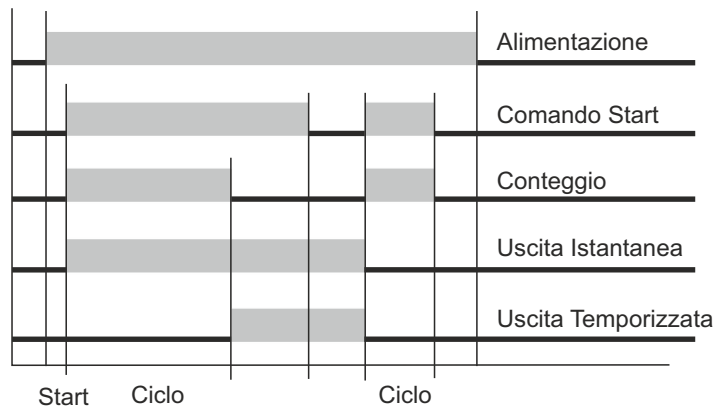 Alimentazione
Comando Start
Conteggio
Uscita Istantanea
Uscita Temporizzata
Start Ciclo Ciclo